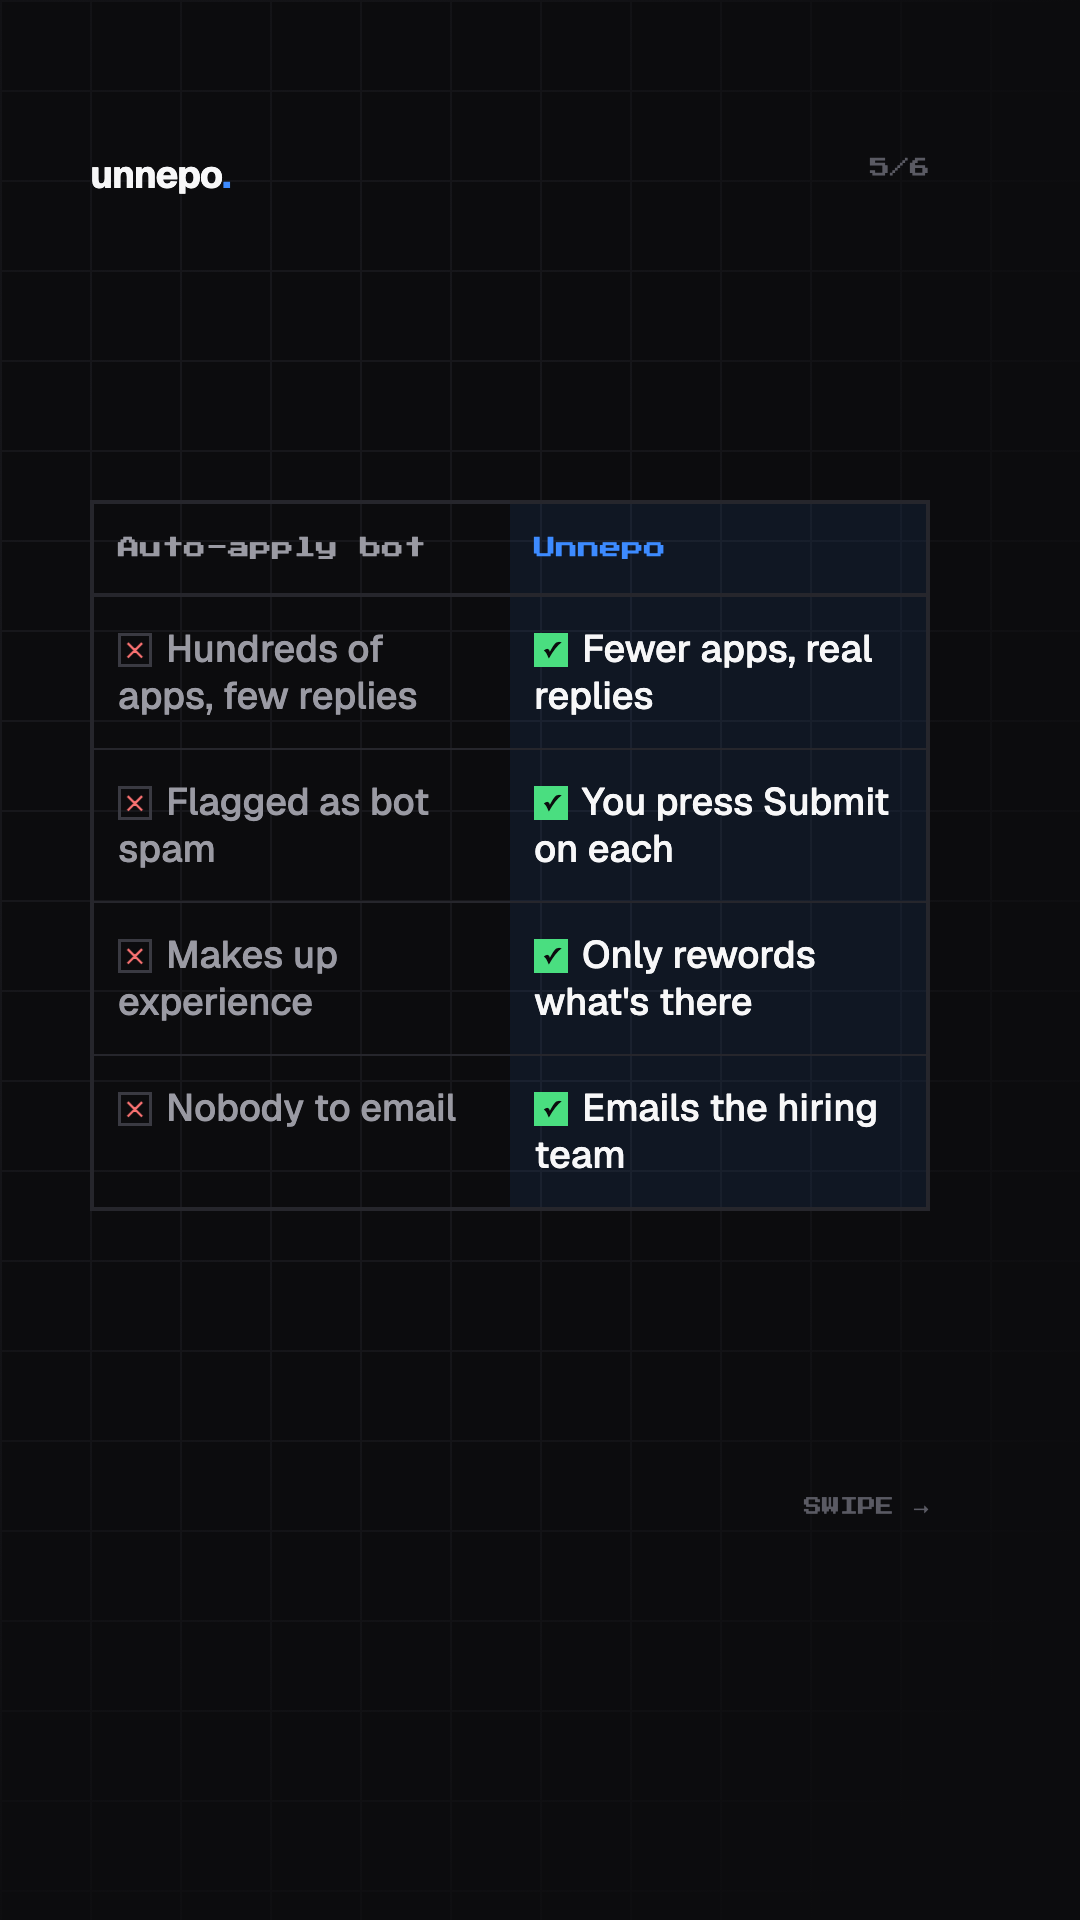 unnepo.
5/6
Auto-apply bot
Unnepo
Hundreds of
apps, few replies
Fewer apps, real
replies
Flagged as bot
spam
You press Submit
on each
Makes up
experience
Only rewords
what's there
Nobody to email
Emails the hiring
team
SWIPE →